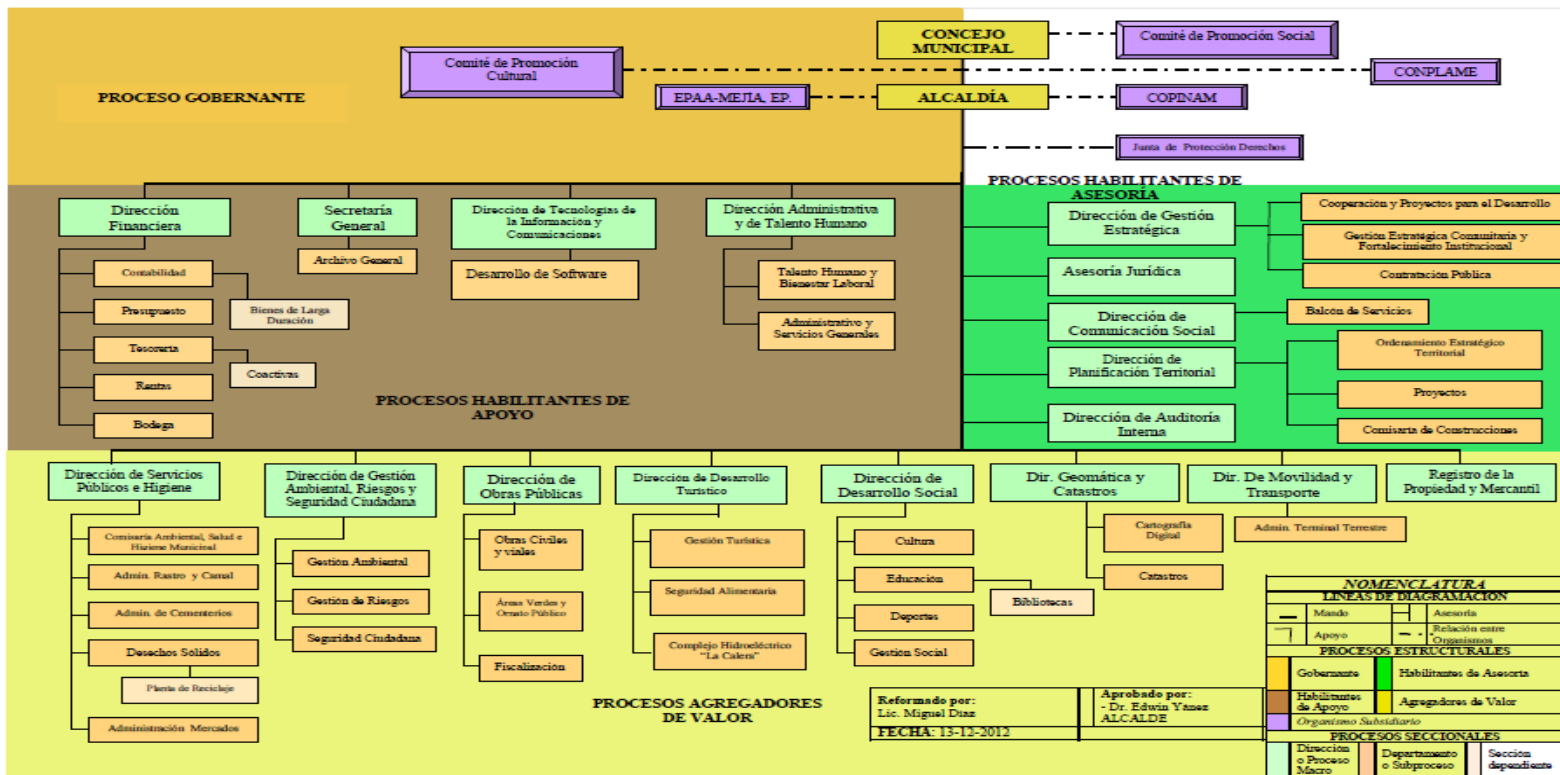 CONCEJO
MUNICIPAL
Comité de Promoción Social
Comité de Promoción
Cultural
CONPLAME
PROCESO GOBERNANTE
EPAA-MEJIA, EP.
ALCALDÍA
COPINAM
Junta de Protección Derechos
PROCESOS HABILITANTES DE
ASESORÍA
Dirección
Financiera
Secretaría
General
Dirección de Tecnologías de
la Información y
Comunicaciones
Dirección Administrativa
y de Talento Humano
Contabilidad
Bienes de Larga
Duración
Presupuesto
Tesorería
Coactivas
Rentas
Bodega
Archivo General
Desarrollo de Software
Talento Humano y
Bienestar Laboral
Administrativo y
Servicios Generales
PROCESOS HABILITANTES DE
APOYO
Dirección de Gestión
Estratégica
Cooperación y Proyectos para el Desarrollo
Gestión Estratégica Comunitaria y
Fortalecimiento Institucional
Contratación Publica
Asesoría Jurídica
Dirección de
Comunicación Social
Balcón de Servicios
Dirección de
Planificación Territorial
Ordenamiento Estratégico
Territorial
Proyectos
Comisaría de Construcciones
Dirección de Auditoría
Interna
Dirección de Servicios
Públicos e Higiene
Comisaría Ambiental, Salud e
Higiene Municipal
Admin. Rastro y Camal
Admin. de Cementerios
Desechos Sólidos
Planta de Reciclaje
Administración Mercados
Dirección de Gestión
Ambiental, Riesgos y
Seguridad Ciudadana
Gestión Ambiental
Gestión de Riesgos
Seguridad Ciudadana
Dirección de
Obras Públicas
Obras Civiles
y viales
Áreas Verdes y
Ornato Público
Fiscalización
Dirección de Desarrollo
Turístico
Gestión Turística
Seguridad Alimentaria
Complejo Hidroeléctrico
"La Calera"
Dirección de
Desarrollo Social
Cultura
Educación
Bibliotecas
Deportes
Gestión Social
Dir. Geomática y
Catastros
Cartografía
Digital
Catastros
Dir. De Movilidad y
Transporte
Admin. Terminal Terrestre
Registro de la
Propiedad y Mercantil
PROCESOS AGREGADORES
DE VALOR
Reformado por:
Lic. Miguel Díaz
FECHA: 13-12-2012
Aprobado por:
- Dr. Edwin Yánez
ALCALDE
NOMENCLATURA
LINEAS DE DIAGRAMACION
Mando
Asesoría
Apoyo
Relación entre
Organismos
PROCESOS ESTRUCTURALES
Gobernante
Habilitantes de Asesoría
Habilitantes
de Apoyo
Agregadores de Valor
Organismo Subsidiario
PROCESOS SECCIONALES
Dirección
o Proceso
Macro
Departamento
o Subproceso
Sección
dependiente